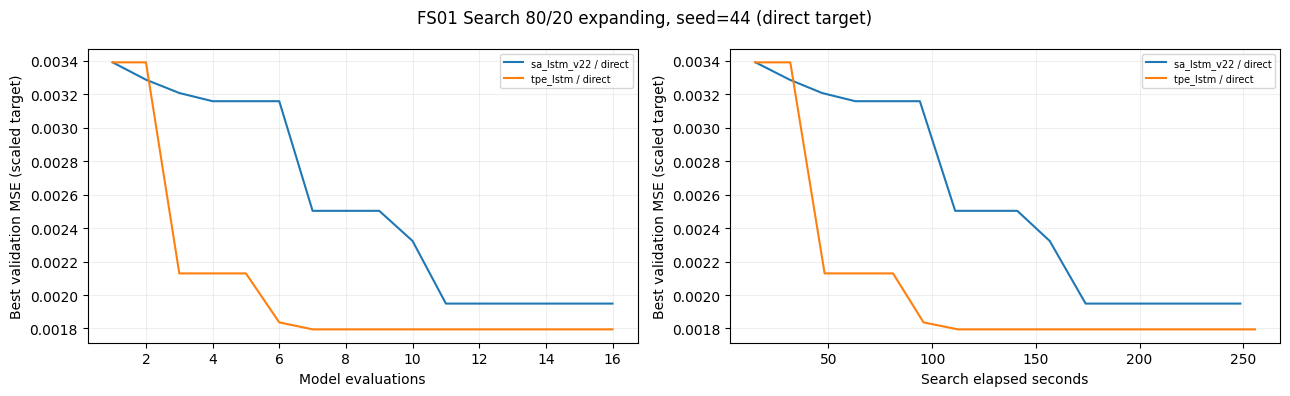 FS01 Search 80/20 expanding, seed=44 (direct target)
Best validation MSE (scaled target)
0.0034
0.0032
0.0030
0.0028
0.0026
0.0024
0.0022
0.0020
0.0018
sa_lstm_v22 / direct
tpe_lstm / direct
2 4 6 8 10 12 14 16
Model evaluations
Best validation MSE (scaled target)
0.0034
0.0032
0.0030
0.0028
0.0026
0.0024
0.0022
0.0020
0.0018
sa_lstm_v22 / direct
tpe_lstm / direct
50 100 150 200 250
Search elapsed seconds